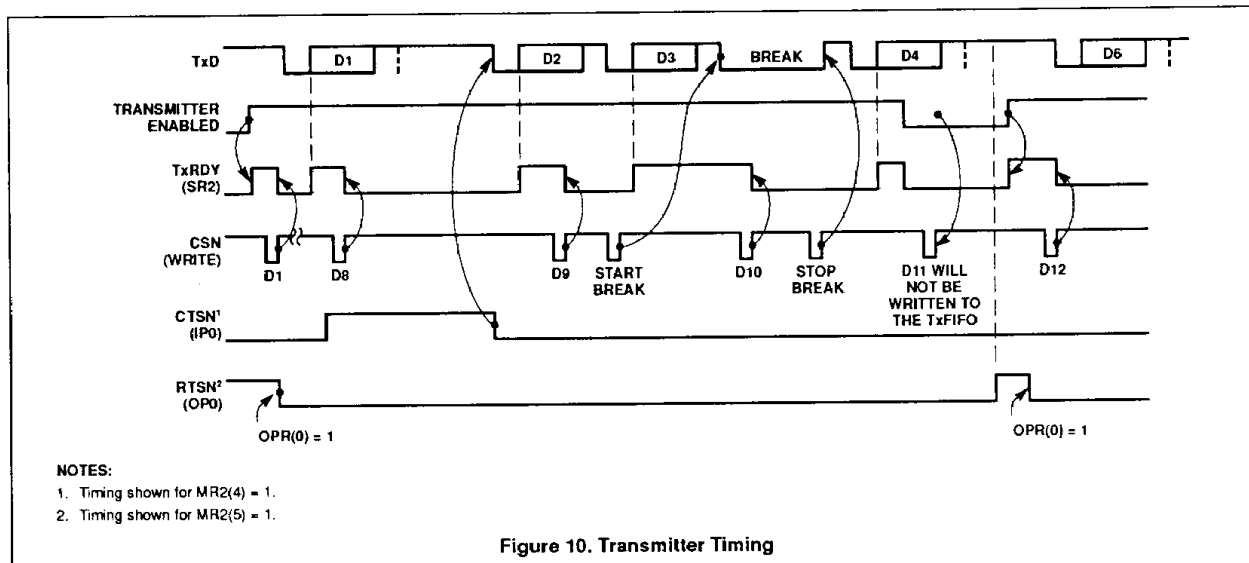 TxD
D1
D2
D3
BREAK
D4
D6
TRANSMITTER
ENABLED
TxRDY
(SR2)
CSN
(WRITE)
D1
D8
D9
START
BREAK
D10
STOP
BREAK
D11 WILL
NOT BE
WRITTEN TO
THE TxFIFO
D12
CTSN¹
(IP0)
RTSN²
(OP0)
OPR(0) = 1
OPR(0) = 1
NOTES:
1. Timing shown for MR2(4) = 1.
2. Timing shown for MR2(5) = 1.
Figure 10. Transmitter Timing